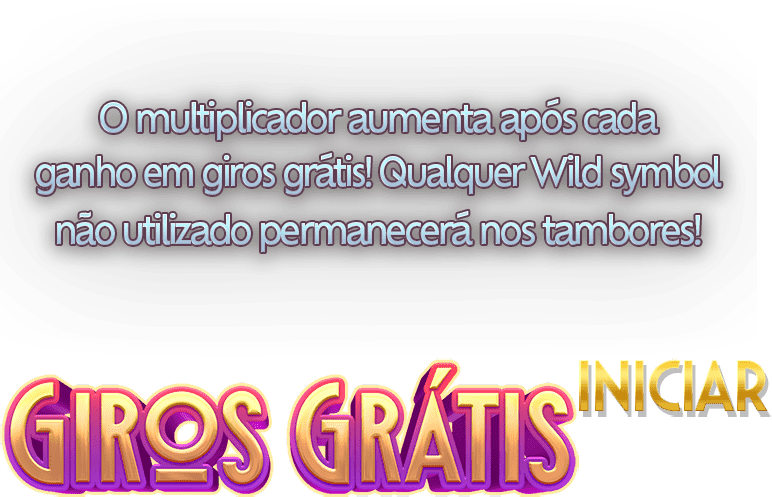 O multiplicador aumenta após cada
ganho em giros grátis! Qualquer Wild symbol
não utilizado permanecerá nos tambores!
GIROS GRÁTIS
INICIAR